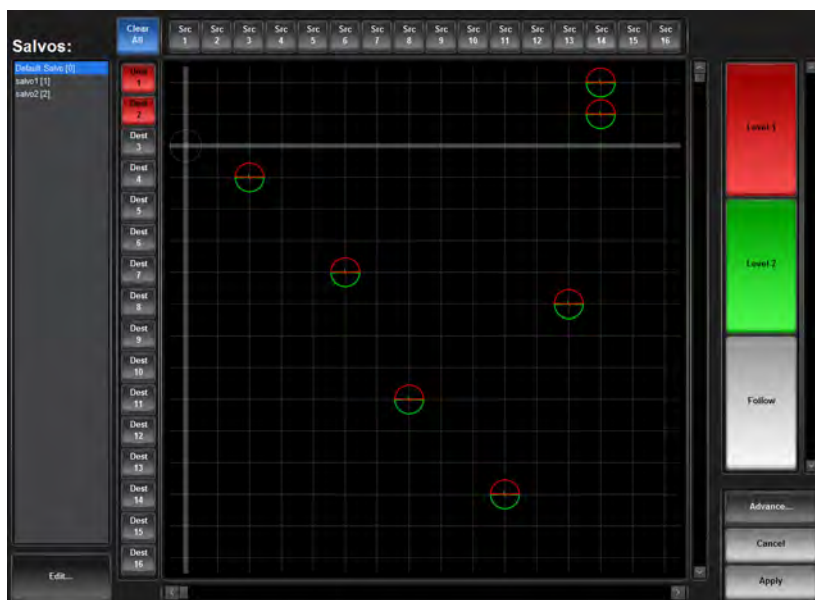 Salvos:
Clear
All
Src
1
Src
2
Src
3
Src
4
Src
5
Src
6
Src
7
Src
8
Src
9
Src
10
Src
11
Src
12
Src
13
Src
14
Src
15
Src
16
Default Salvo [0]
salvo1 [1]
salvo2 [2]
Dest
1
Dest
2
Dest
3
Dest
4
Dest
5
Dest
6
Dest
7
Dest
8
Dest
9
Dest
10
Dest
11
Dest
12
Dest
13
Dest
14
Dest
15
Dest
16
Level 1
Level 2
Follow
Advance...
Cancel
Apply
Edit...